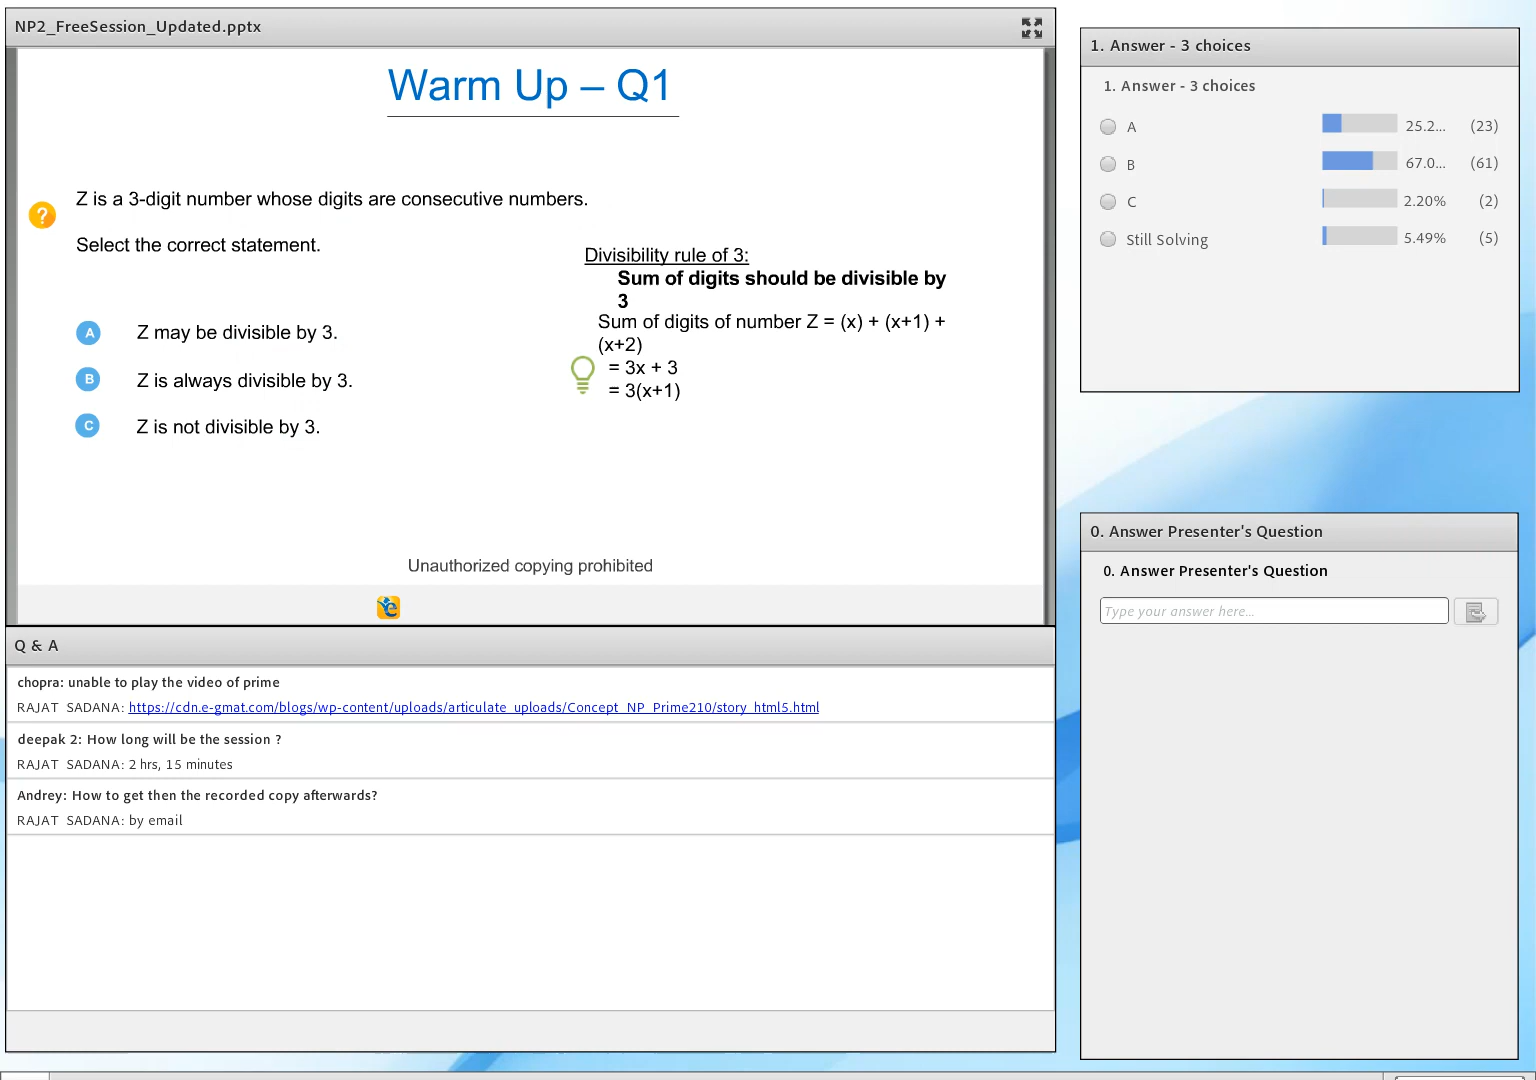 NP2_FreeSession_Updated.pptx
Warm Up – Q1
Z is a 3-digit number whose digits are consecutive numbers.
?
Select the correct statement.
Divisibility rule of 3:
Sum of digits should be divisible by
3
Sum of digits of number Z = (x) + (x+1) +
(x+2)
= 3x + 3
= 3(x+1)
A Z may be divisible by 3.
B Z is always divisible by 3.
C Z is not divisible by 3.
Unauthorized copying prohibited
e
Q & A
chopra: unable to play the video of prime
RAJAT SADANA: https://cdn.e-gmat.com/blogs/wp-content/uploads/articulate_uploads/Concept_NP_Prime210/story_html5.html
deepak 2: How long will be the session ?
RAJAT SADANA: 2 hrs, 15 minutes
Andrey: How to get then the recorded copy afterwards?
RAJAT SADANA: by email
1. Answer - 3 choices
1. Answer - 3 choices
A 25.2... (23)
B 67.0... (61)
C 2.20% (2)
Still Solving 5.49% (5)
0. Answer Presenter's Question
0. Answer Presenter's Question
Type your answer here...